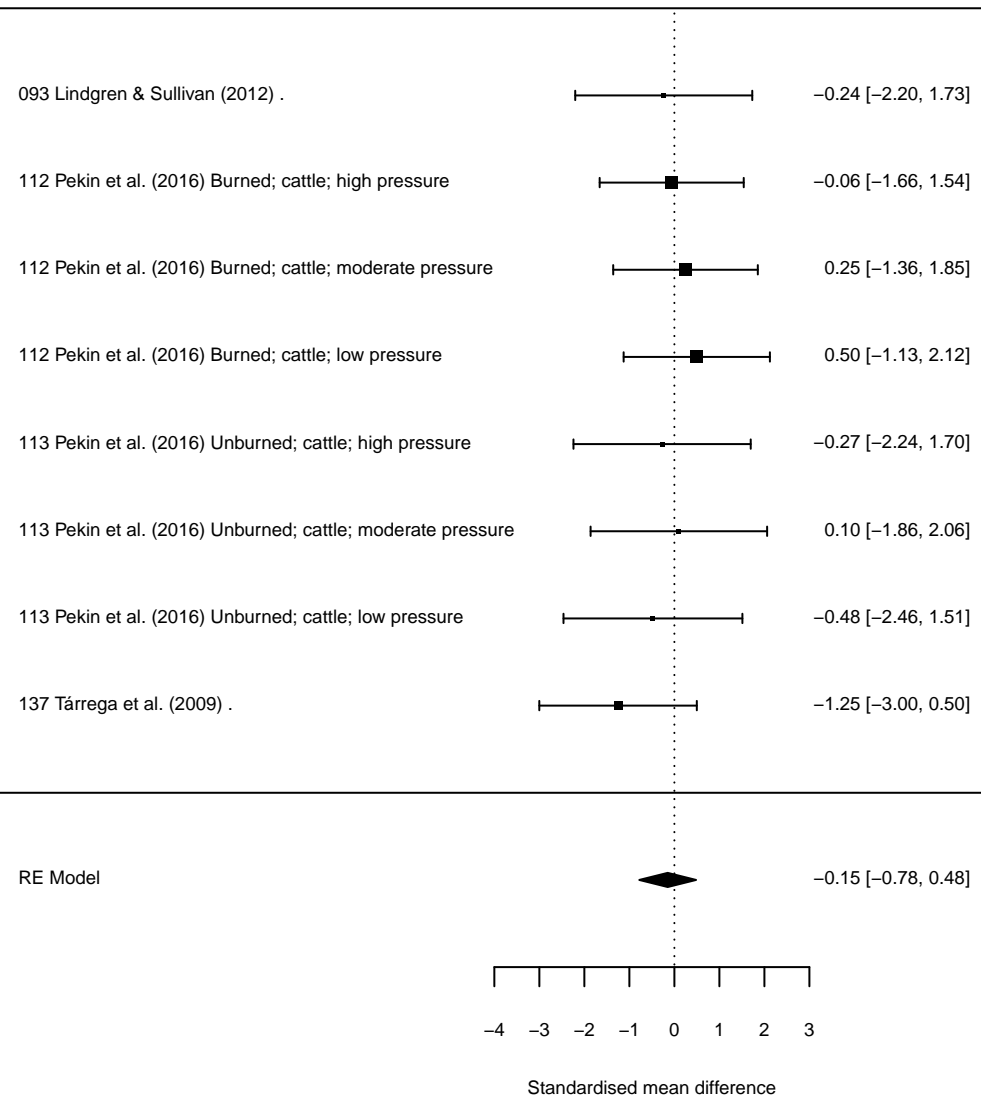 093 Lindgren & Sullivan (2012) . −0.24 [−2.20, 1.73]
112 Pekin et al. (2016) Burned; cattle; high pressure −0.06 [−1.66, 1.54]
112 Pekin et al. (2016) Burned; cattle; moderate pressure 0.25 [−1.36, 1.85]
112 Pekin et al. (2016) Burned; cattle; low pressure 0.50 [−1.13, 2.12]
113 Pekin et al. (2016) Unburned; cattle; high pressure −0.27 [−2.24, 1.70]
113 Pekin et al. (2016) Unburned; cattle; moderate pressure 0.10 [−1.86, 2.06]
113 Pekin et al. (2016) Unburned; cattle; low pressure −0.48 [−2.46, 1.51]
137 Tárrega et al. (2009) . −1.25 [−3.00, 0.50]
RE Model −0.15 [−0.78, 0.48]
−4 −3 −2 −1 0 1 2 3
Standardised mean difference